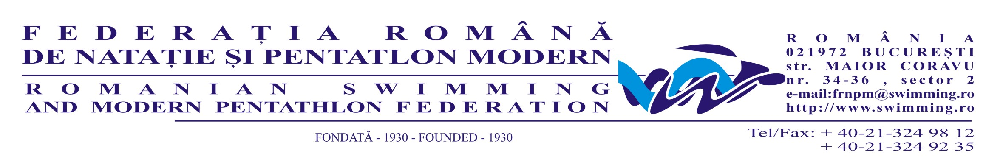 FEDERAȚIA ROMÂNĂ
DE NATAȚIE ȘI PENTATLON MODERN
ROMANIAN SWIMMING
AND MODERN PENTATHLON FEDERATION
FONDATĂ - 1930 - FOUNDED - 1930
ROMÂNIA
021972 BUCUREȘTI
str. MAIOR CORAVU
nr. 34-36 , sector 2
e-mail:frnpm@swimming.ro
http://www.swimming.ro
Tel/Fax: + 40-21-324 98 12
+ 40-21-324 92 35